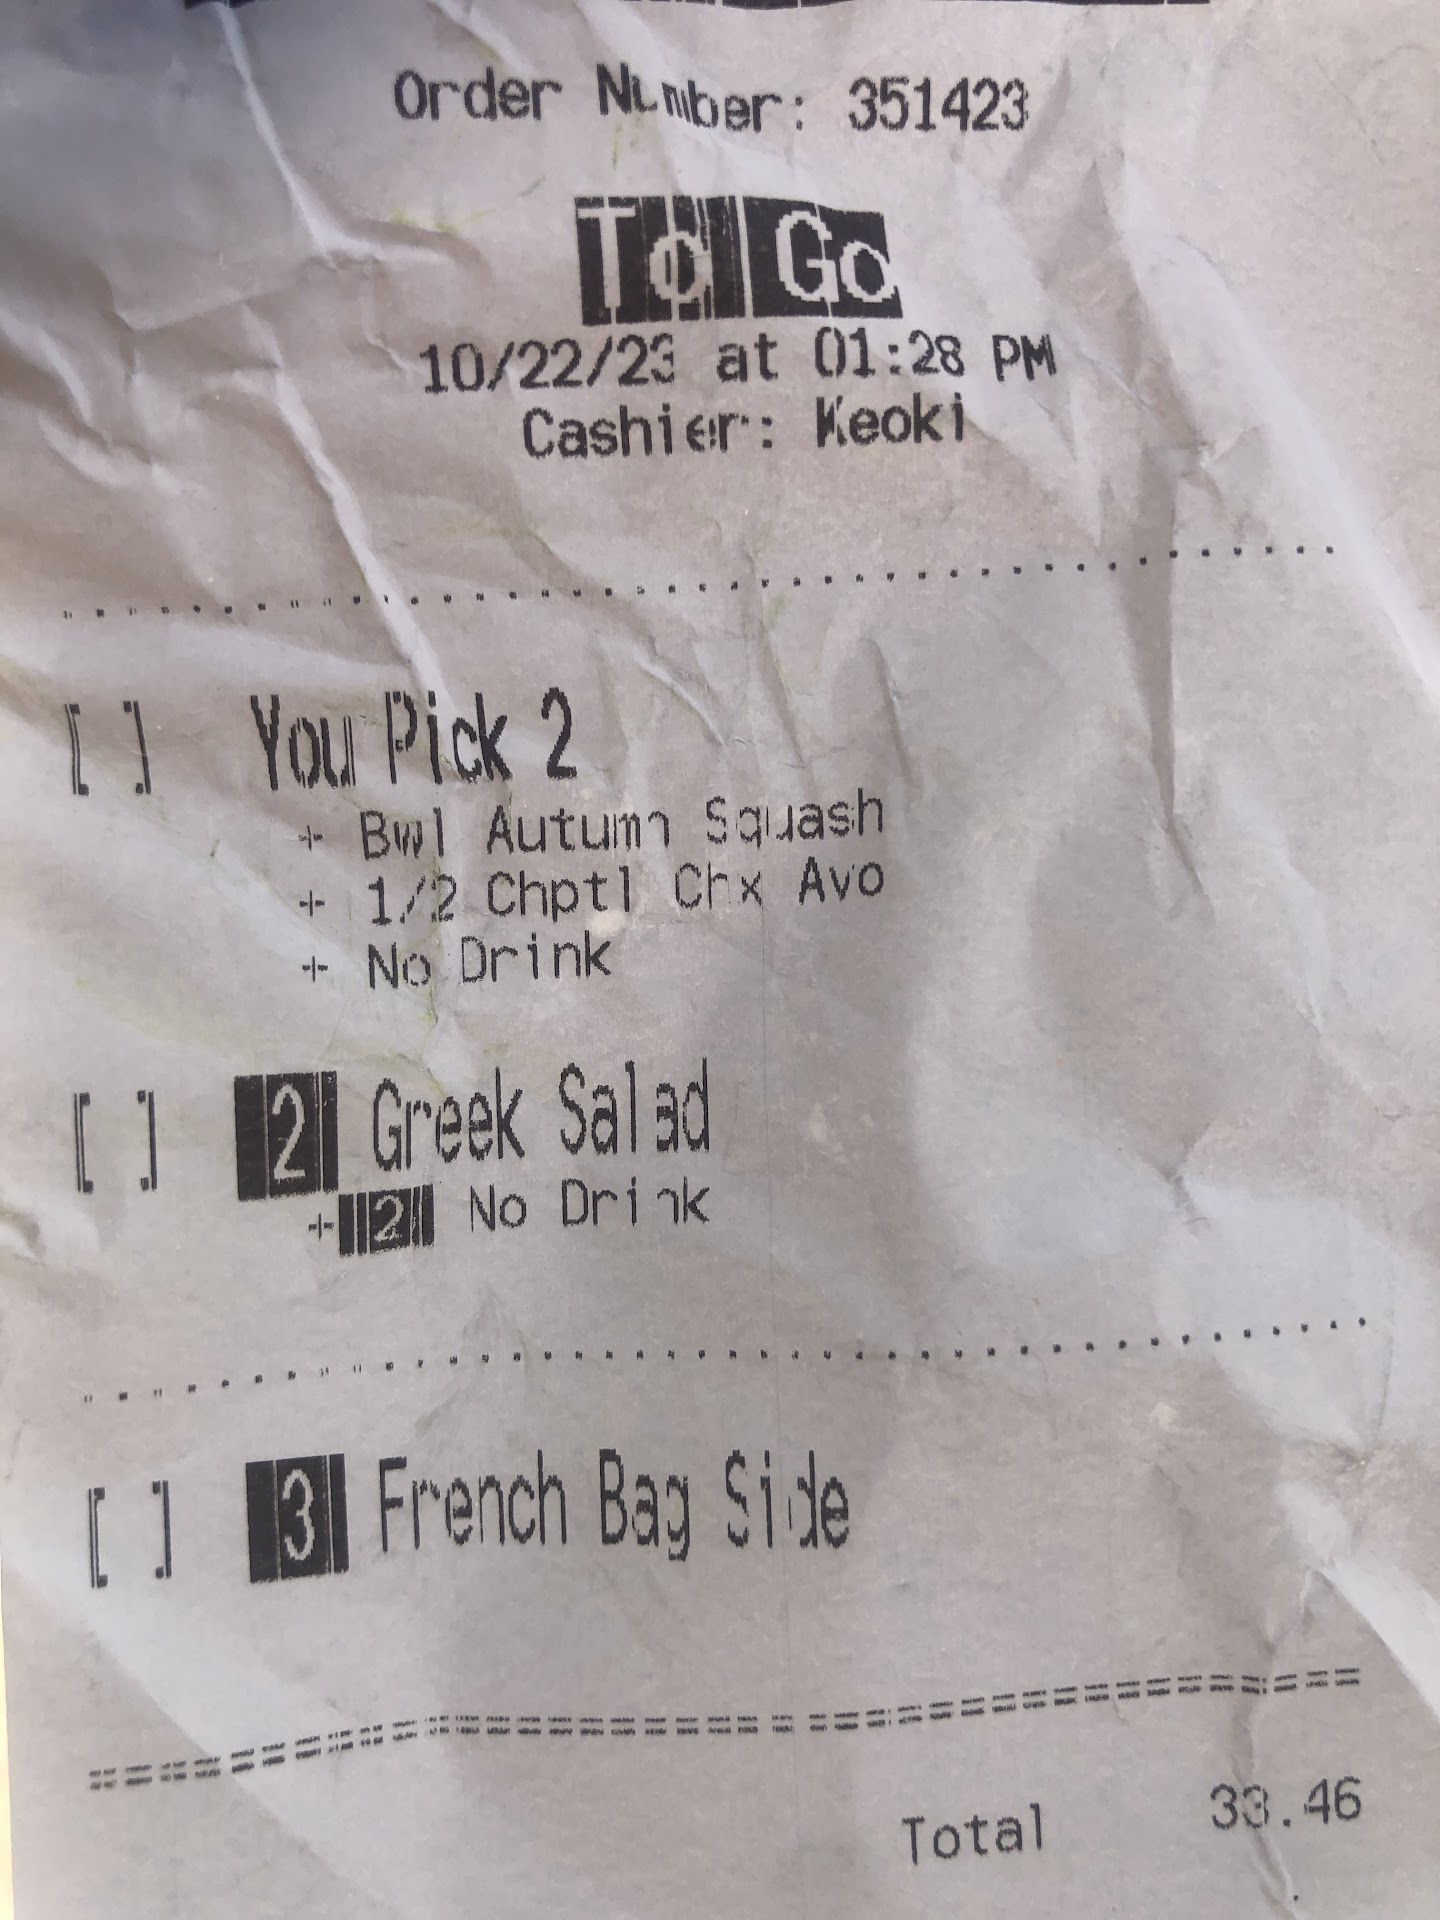 Order Number: 351423
To Go
10/22/23 at 01:28 PM
Cashier: Keoki
[ ] You Pick 2
+ Bwl Autumn Squash
+ 1/2 Chptl Chx Avo
+ No Drink
[ ] 2 Greek Salad
+ 2 No Drink
[ ] 3 French Bag Side
Total 33.46